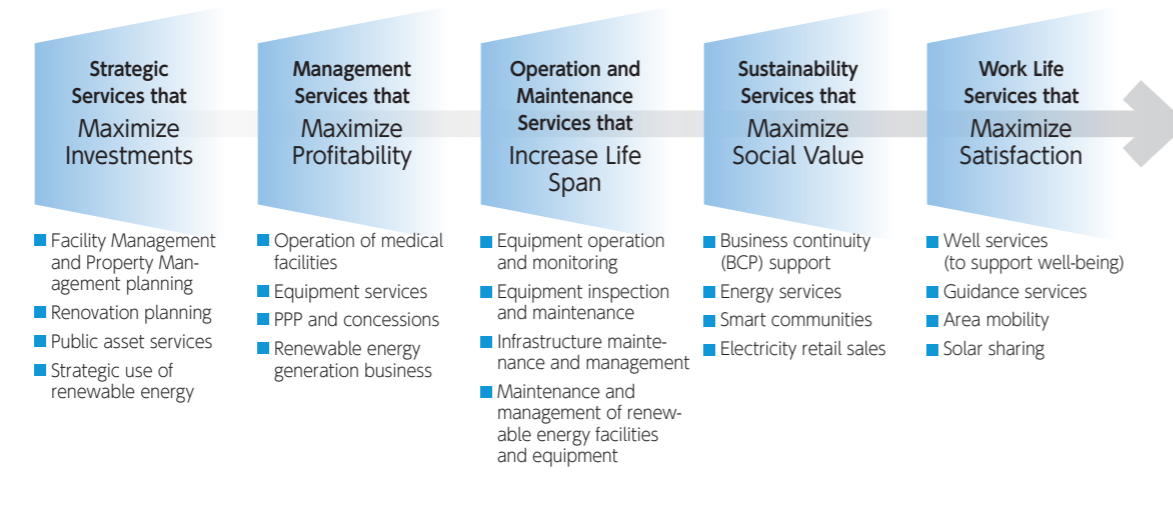 Strategic
Services that
Maximize
Investments
Facility Management
and Property Man-
agement planning
Renovation planning
Public asset services
Strategic use of
renewable energy
Management
Services that
Maximize
Profitability
Operation of medical
facilities
Equipment services
PPP and concessions
Renewable energy
generation business
Operation and
Maintenance
Services that
Increase Life
Span
Equipment operation
and monitoring
Equipment inspection
and maintenance
Infrastructure mainte-
nance and management
Maintenance and
management of renew-
able energy facilities
and equipment
Sustainability
Services that
Maximize
Social Value
Business continuity
(BCP) support
Energy services
Smart communities
Electricity retail sales
Work Life
Services that
Maximize
Satisfaction
Well services
(to support well-being)
Guidance services
Area mobility
Solar sharing